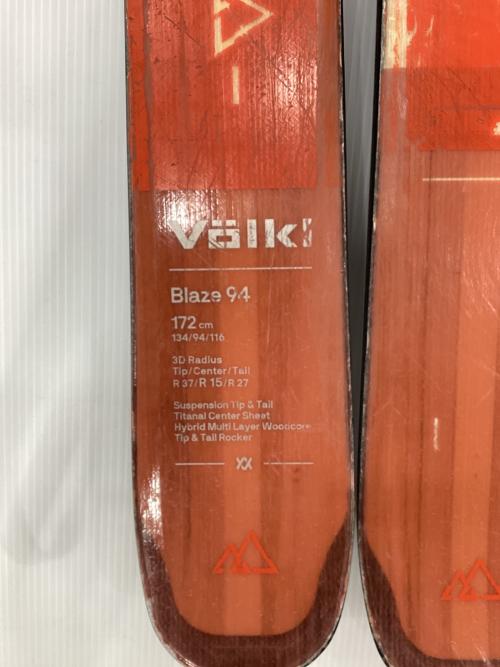 Völkl
Blaze 94
172 cm
134/94/116
3D Radius
Tip/Center/Tail
R 37/R 15/R 27
Suspension Tip & Tail
Titanal Center Sheet
Hybrid Multi Layer Woodcore
Tip & Tail Rocker